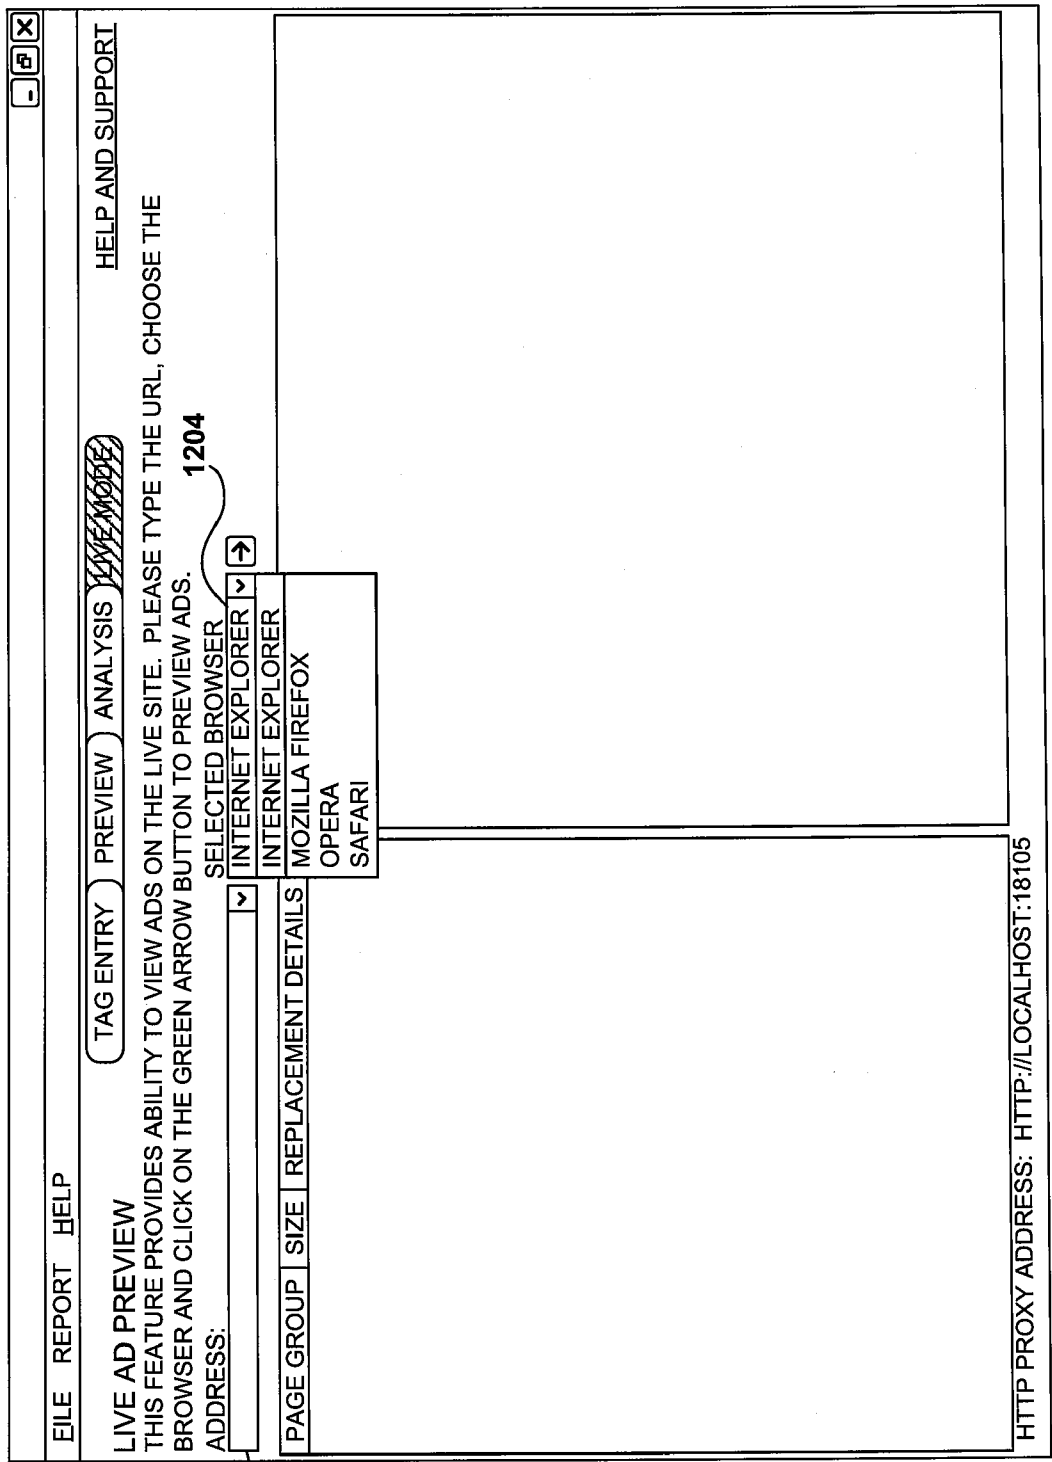 FILE REPORT HELP
LIVE AD PREVIEW
TAG ENTRY PREVIEW ANALYSIS LIVE MODE
HELP AND SUPPORT
THIS FEATURE PROVIDES ABILITY TO VIEW ADS ON THE LIVE SITE. PLEASE TYPE THE URL, CHOOSE THE
BROWSER AND CLICK ON THE GREEN ARROW BUTTON TO PREVIEW ADS.
1204
ADDRESS:
SELECTED BROWSER
INTERNET EXPLORER
INTERNET EXPLORER
MOZILLA FIREFOX
OPERA
SAFARI
PAGE GROUP SIZE REPLACEMENT DETAILS
HTTP PROXY ADDRESS: HTTP://LOCALHOST:18105